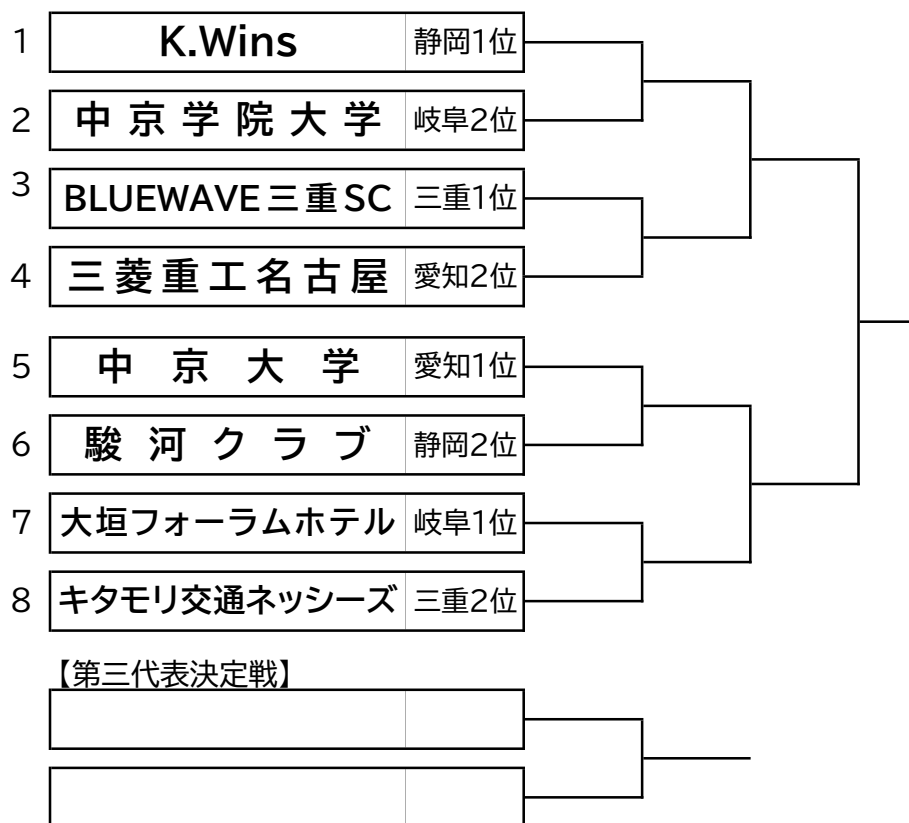 1 K.Wins 静岡1位
2 中京学院大学 岐阜2位
3 BLUEWAVE三重SC 三重1位
4 三菱重工名古屋 愛知2位
5 中京大学 愛知1位
6 駿河クラブ 静岡2位
7 大垣フォーラムホテル 岐阜1位
8 キタモリ交通ネッシーズ 三重2位
【第三代表決定戦】